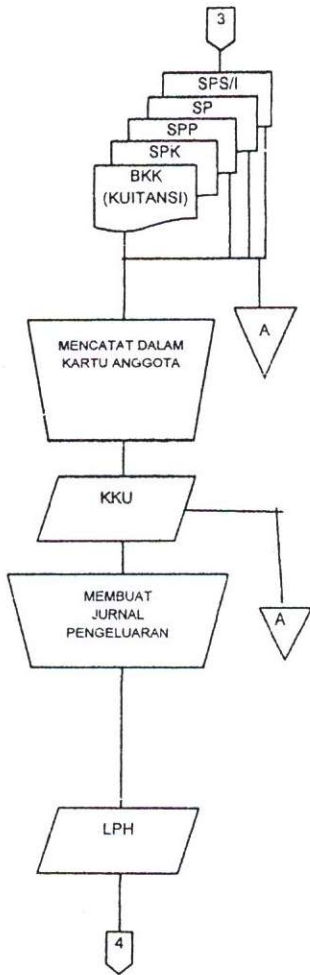 3
SPS/I
SP
SPP
SPK
BKK
(KUITANSI)
A
MENCATAT DALAM
KARTU ANGGOTA
KKU
MEMBUAT
JURNAL
PENGELUARAN
A
LPH
4